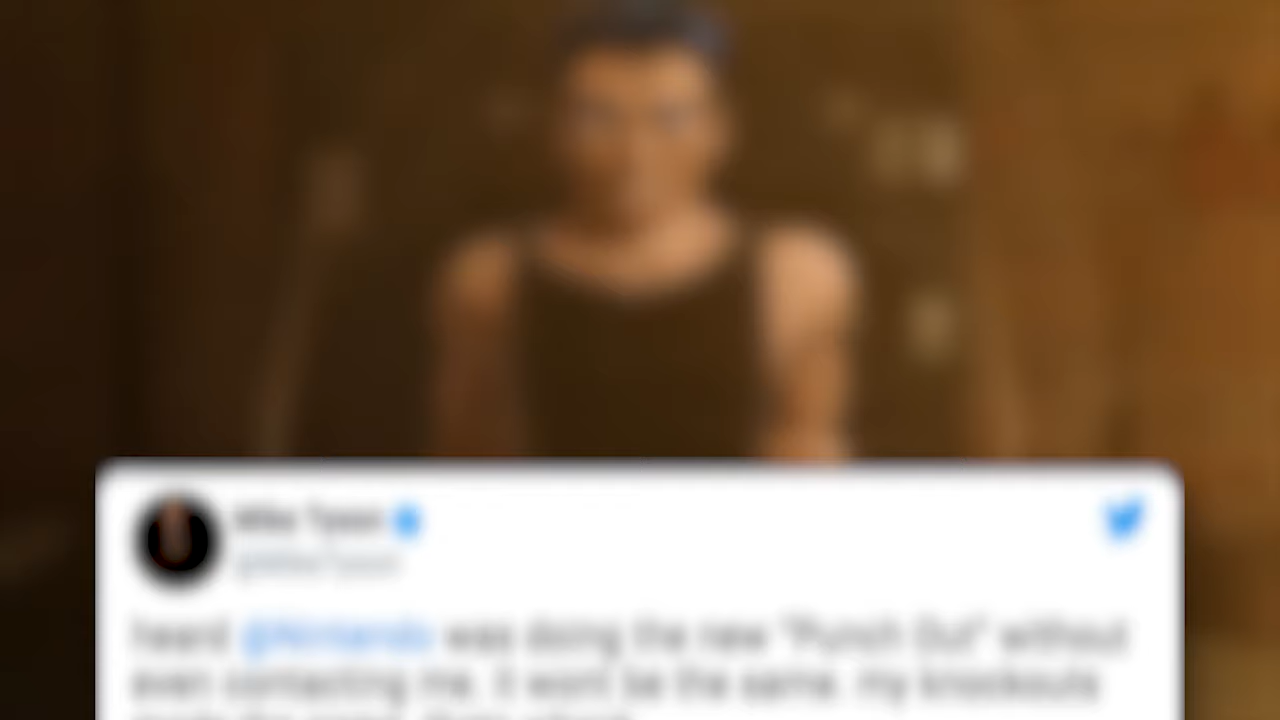 Mike Tyson
@MikeTyson
heard @Nintendo was doing the new "Punch Out" without
even contacting me. it wont be the same. my knockouts